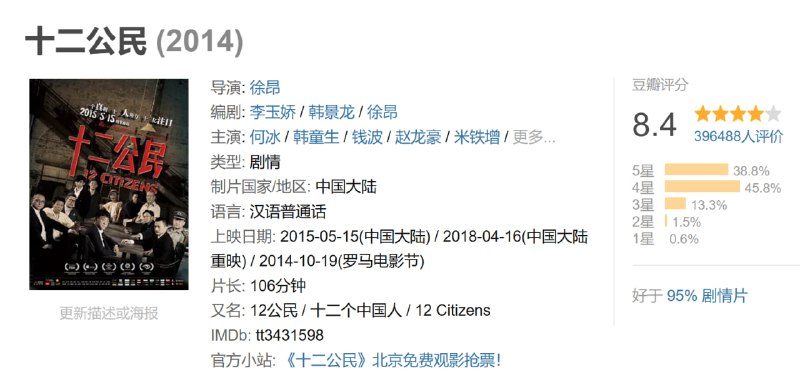 十二公民 (2014)
2015·5·15
十二公民
12 CITIZENS
更新描述或海报
导演: 徐昂
编剧: 李玉娇 / 韩景龙 / 徐昂
主演: 何冰 / 韩童生 / 钱波 / 赵龙豪 / 米铁增 / 更多...
类型: 剧情
制片国家/地区: 中国大陆
语言: 汉语普通话
上映日期: 2015-05-15(中国大陆) / 2018-04-16(中国大陆
重映) / 2014-10-19(罗马电影节)
片长: 106分钟
又名: 12公民 / 十二个中国人 / 12 Citizens
IMDb: tt3431598
官方小站: 《十二公民》北京免费观影抢票!
豆瓣评分
8.4
396488人评价
5星 38.8%
4星 45.8%
3星 13.3%
2星 1.5%
1星 0.6%
好于 95% 剧情片